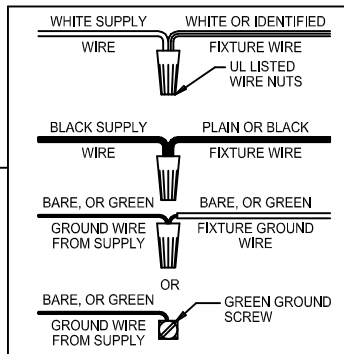 WHITE SUPPLY WHITE OR IDENTIFIED
WIRE FIXTURE WIRE
UL LISTED
WIRE NUTS
BLACK SUPPLY PLAIN OR BLACK
WIRE FIXTURE WIRE
BARE, OR GREEN BARE, OR GREEN
GROUND WIRE FIXTURE GROUND
FROM SUPPLY WIRE
OR
BARE, OR GREEN GREEN GROUND
SCREW
GROUND WIRE
FROM SUPPLY